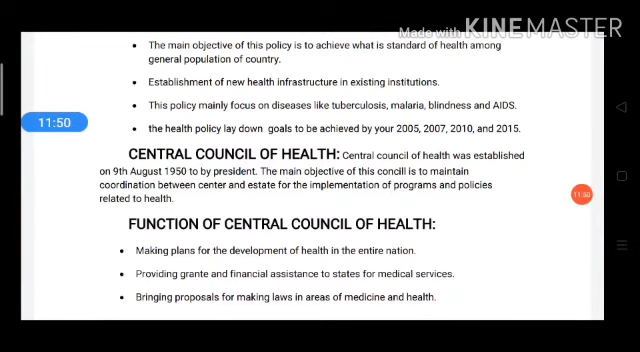 Made with KINEMASTER
The main objective of this policy is to achieve what is standard of health among
general population of country.
Establishment of new health infrastructure in existing institutions.
This policy mainly focus on diseases like tuberculosis, malaria, blindness and AIDS.
11:50
the health policy lay down goals to be achieved by your 2005, 2007, 2010, and 2015.
CENTRAL COUNCIL OF HEALTH: Central council of health was established
on 9th August 1950 to by president. The main objective of this concill is to maintain
coordination between center and estate for the implementation of programs and policies
related to health.
11:50
FUNCTION OF CENTRAL COUNCIL OF HEALTH:
Making plans for the development of health in the entire nation.
Providing grante and financial assistance to states for medical services.
Bringing proposals for making laws in areas of medicine and health.